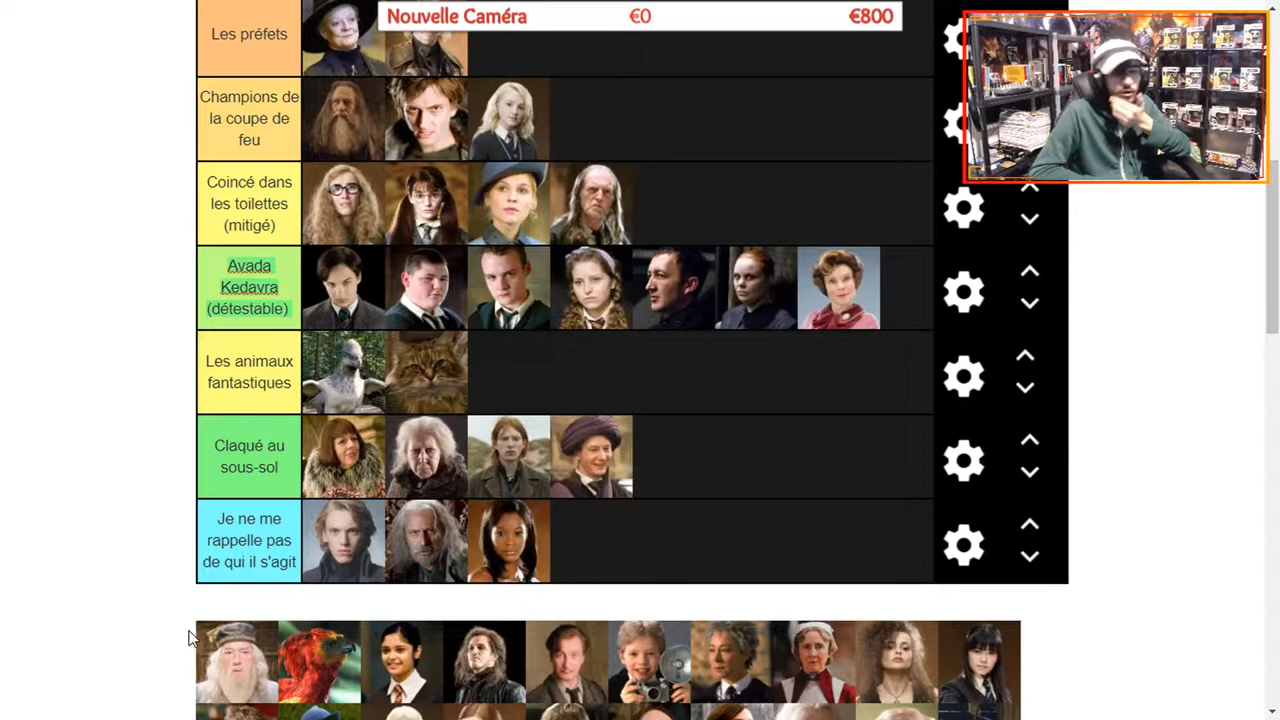 Nouvelle Caméra €0 €800
Les préfets
Champions de
la coupe de
feu
Coincé dans
les toilettes
(mitigé)
Avada
Kedavra
(détestable)
Les animaux
fantastiques
Claqué au
sous-sol
Je ne me
rappelle pas
de qui il s'agit